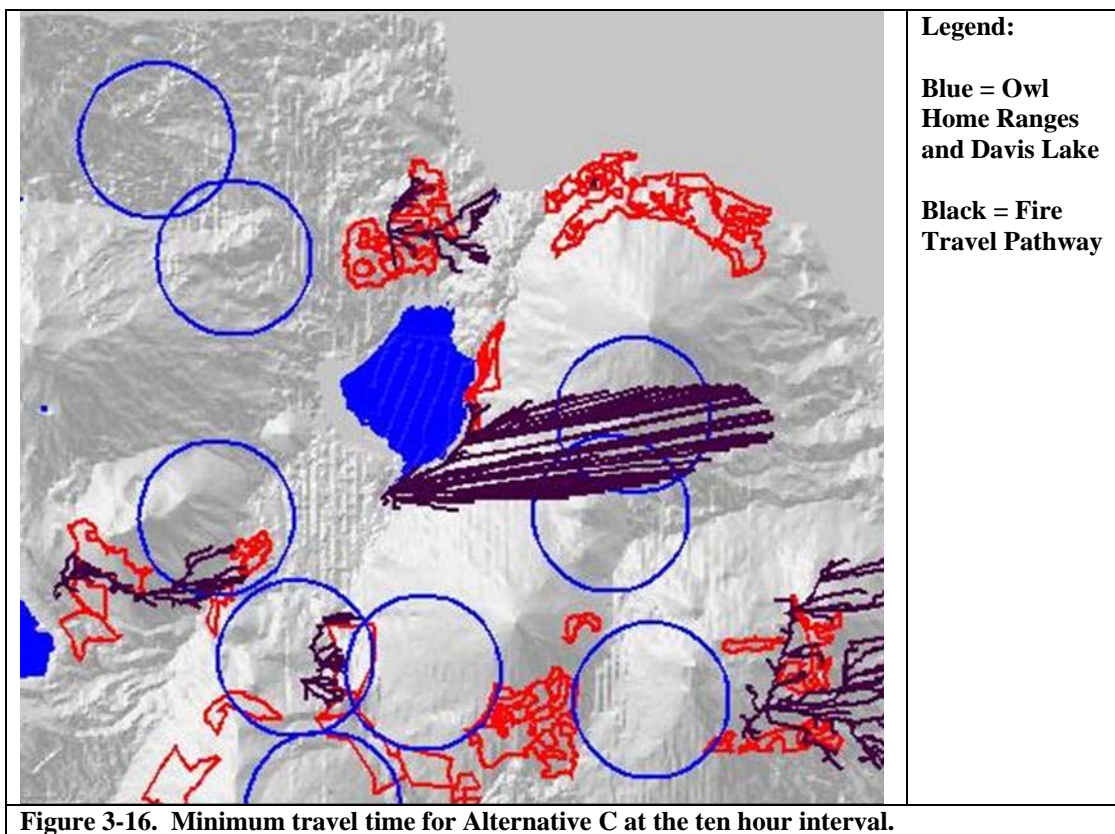 Legend:
Blue = Owl
Home Ranges
and Davis Lake
Black = Fire
Travel Pathway
Figure 3-16. Minimum travel time for Alternative C at the ten hour interval.